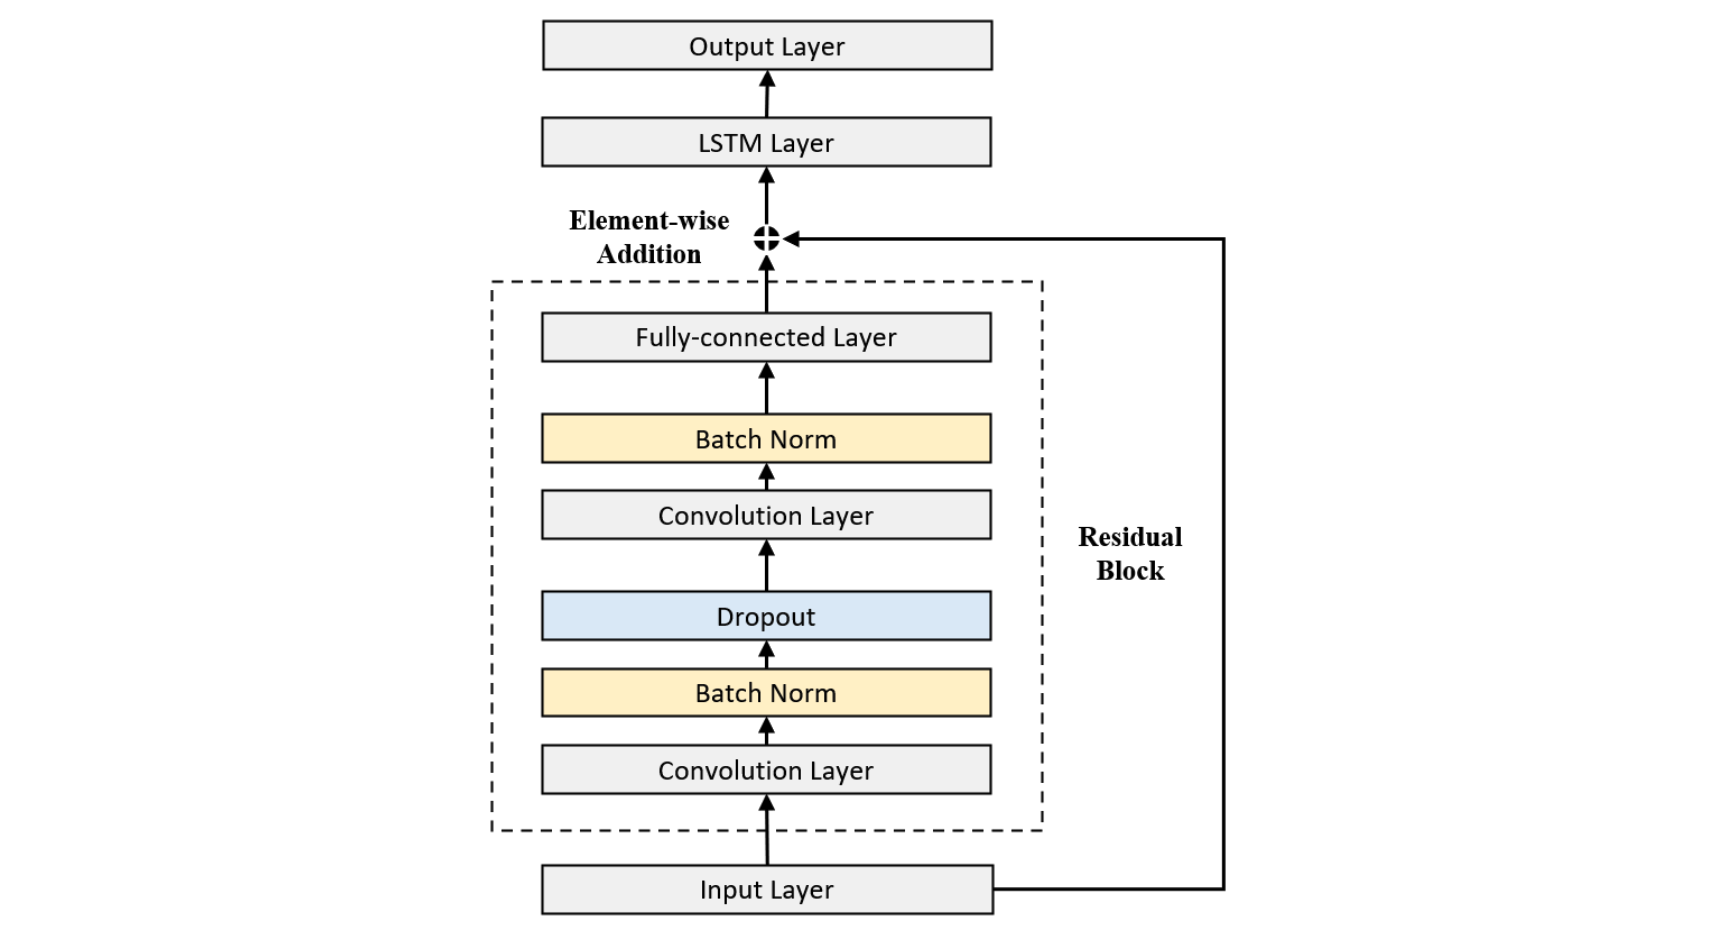 Output Layer
LSTM Layer
Element-wise
Addition
Fully-connected Layer
Batch Norm
Convolution Layer
Residual
Block
Dropout
Batch Norm
Convolution Layer
Input Layer